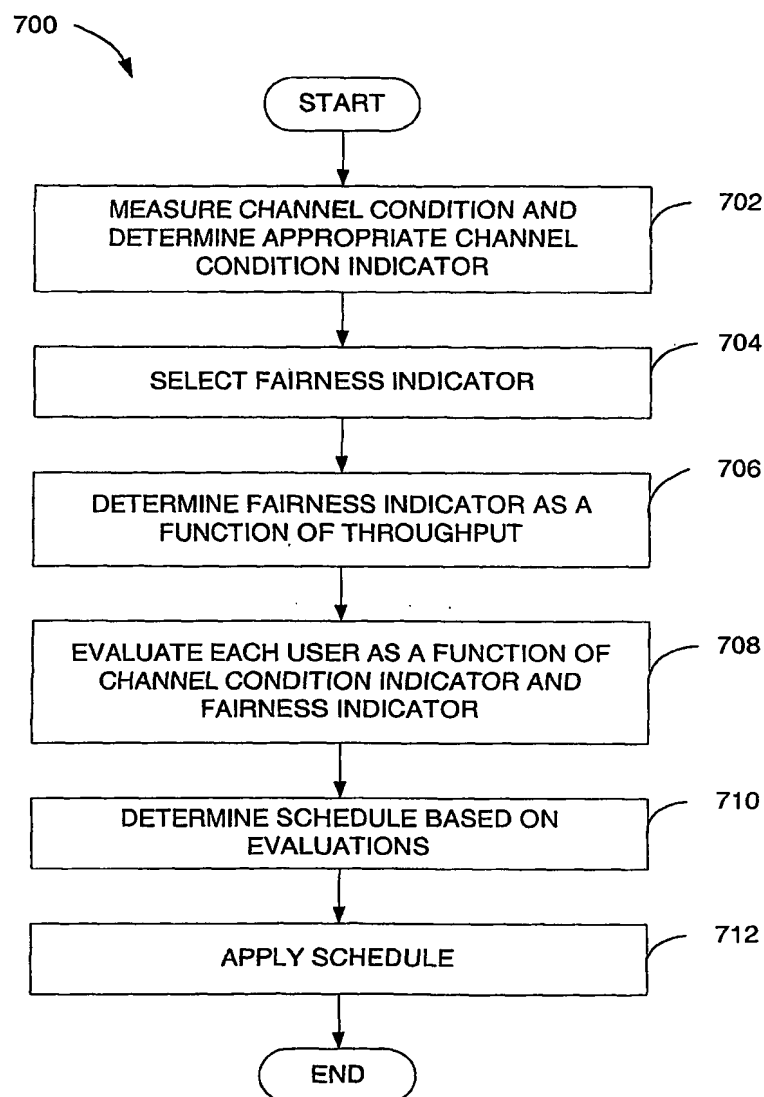 700
START
MEASURE CHANNEL CONDITION AND
DETERMINE APPROPRIATE CHANNEL
CONDITION INDICATOR
702
SELECT FAIRNESS INDICATOR
704
DETERMINE FAIRNESS INDICATOR AS A
FUNCTION OF THROUGHPUT
706
EVALUATE EACH USER AS A FUNCTION OF
CHANNEL CONDITION INDICATOR AND
FAIRNESS INDICATOR
708
DETERMINE SCHEDULE BASED ON
EVALUATIONS
710
APPLY SCHEDULE
712
END